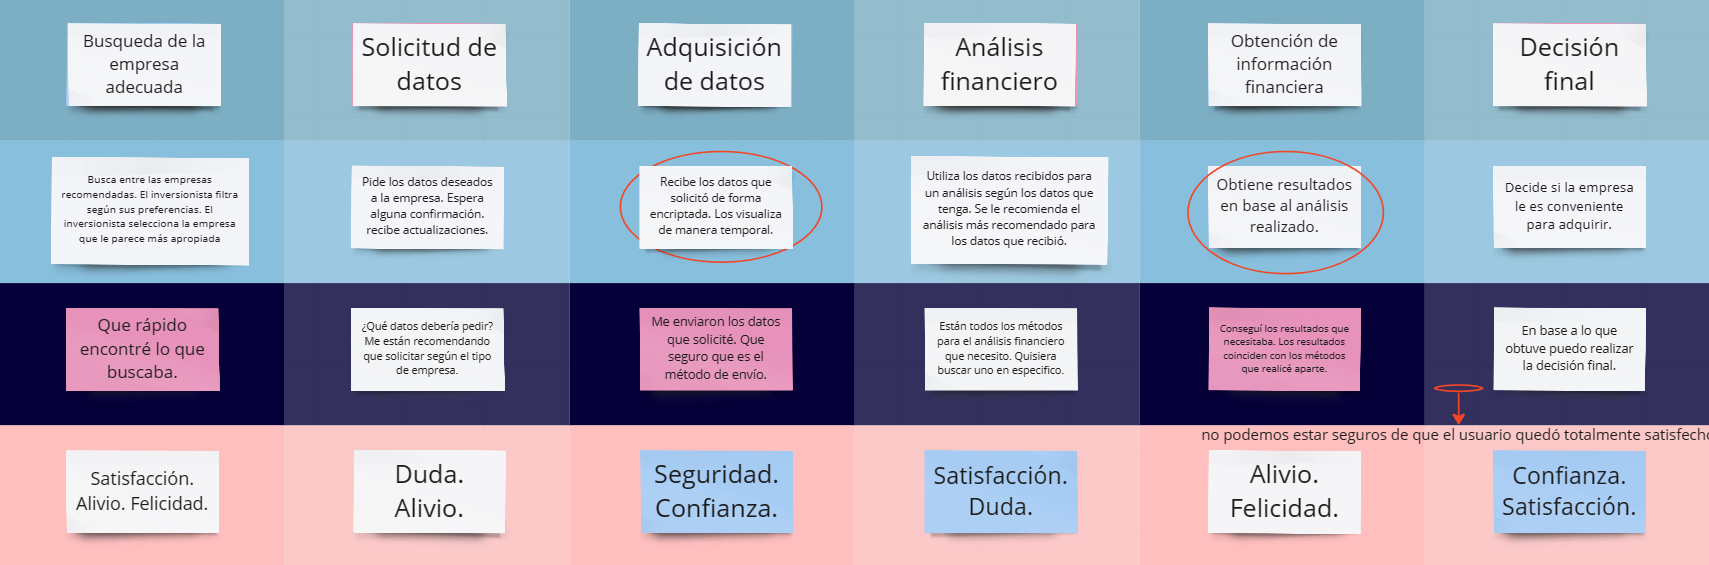 Busqueda de la
empresa
adecuada
Solicitud de
datos
Adquisición
de datos
Análisis
financiero
Obtención de
información
financiera
Decisión
final
Busca entre las empresas
recomendadas. El inversionista filtra
según sus preferencias. El
inversionista selecciona la empresa
que le parece más apropiada
Pide los datos deseados
a la empresa. Espera
alguna confirmación.
recibe actualizaciones.
Recibe los datos que
solicitó de forma
encriptada. Los visualiza
de manera temporal.
Utiliza los datos recibidos para
un análisis según los datos que
tenga. Se le recomienda el
análisis más recomendado para
los datos que recibió.
Obtiene resultados
en base al análisis
realizado.
Decide si la empresa
le es conveniente
para adquirir.
Que rápido
encontré lo que
buscaba.
¿Qué datos debería pedir?
Me están recomendando
que solicitar según el tipo
de empresa.
Me enviaron los datos
que solicité. Que
seguro que es el
método de envío.
Están todos los métodos
para el análisis financiero
que necesito. Quisiera
buscar uno en especifico.
Conseguí los resultados que
necesitaba. Los resultados
coinciden con los métodos
que realicé aparte.
En base a lo que
obtuve puedo realizar
la decisión final.
no podemos estar seguros de que el usuario quedó totalmente satisfecho
Satisfacción.
Alivio. Felicidad.
Duda.
Alivio.
Seguridad.
Confianza.
Satisfacción.
Duda.
Alivio.
Felicidad.
Confianza.
Satisfacción.